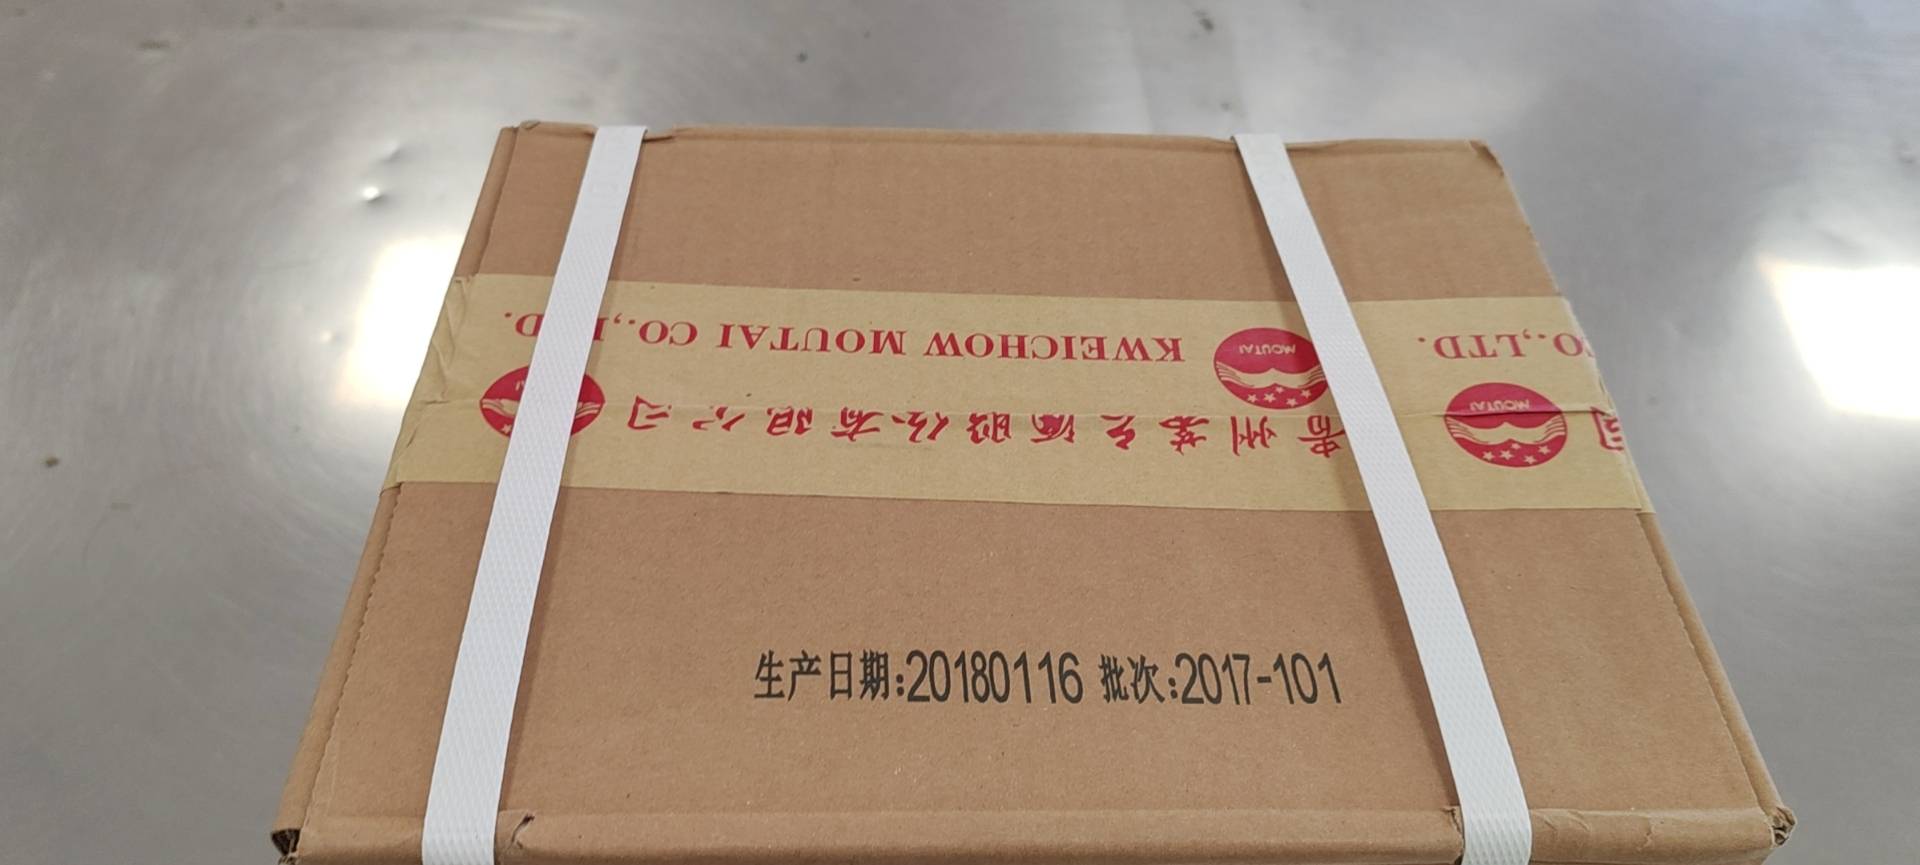 KWEICHOW MOUTAI CO.,LTD.
MOUTAI
CO.,LTD.
贵州茅台酒股份有限公司
MOUTAI
司
生产日期:20180116 批次:2017-101